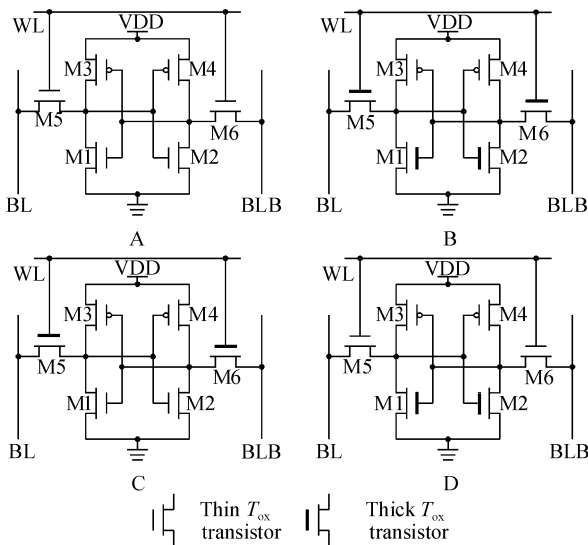 WL VDD WL VDD
M3 M4 M3 M4
M5 M6 M5 M6
M1 M2 M1 M2
BL BLB BL BLB
A B
WL VDD WL VDD
M3 M4 M3 M4
M5 M6 M5 M6
M1 M2 M1 M2
BL BLB BL BLB
C D
Thin Tox Thick Tox
transistor transistor